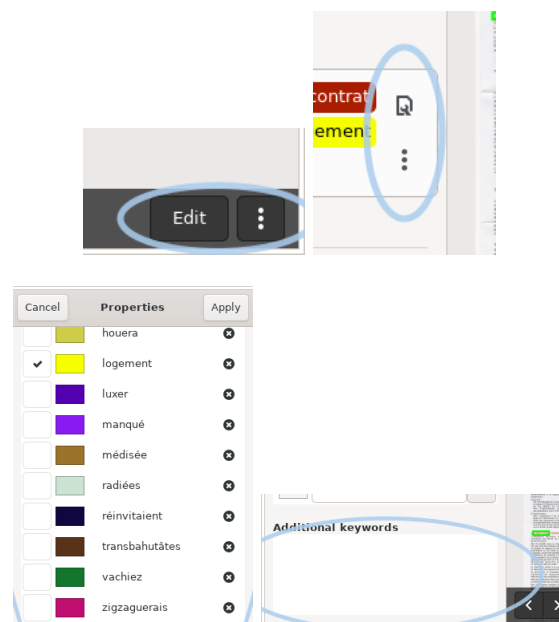 contrat
ement
Edit
Cancel Properties Apply
houera
logement
luxer
manqué
médisée
radiées
réinvitaient
transbahutâtes
vachiez
zigzaguerais
Additional keywords